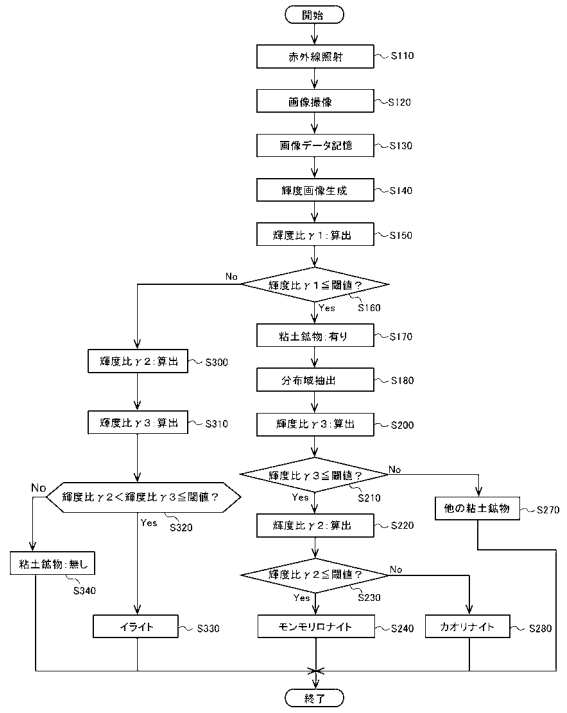 開始
赤外線照射 S110
画像撮像 S120
画像データ記憶 S130
輝度画像生成 S140
輝度比γ1:算出 S150
No
輝度比γ1≦閾値?
S160
Yes
粘土鉱物:有り S170
輝度比γ2:算出 S300
分布域抽出 S180
輝度比γ3:算出 S310
輝度比γ3:算出 S200
輝度比γ3≦閾値?
No
S210
Yes
No
輝度比γ2<輝度比γ3≦閾値?
S320
Yes
輝度比γ2:算出 S220
他の粘土鉱物 S270
粘土鉱物:無し
S340
輝度比γ2≦閾値?
No
S230
Yes
イライト S330
モンモリロナイト S240
カオリナイト S280
終了